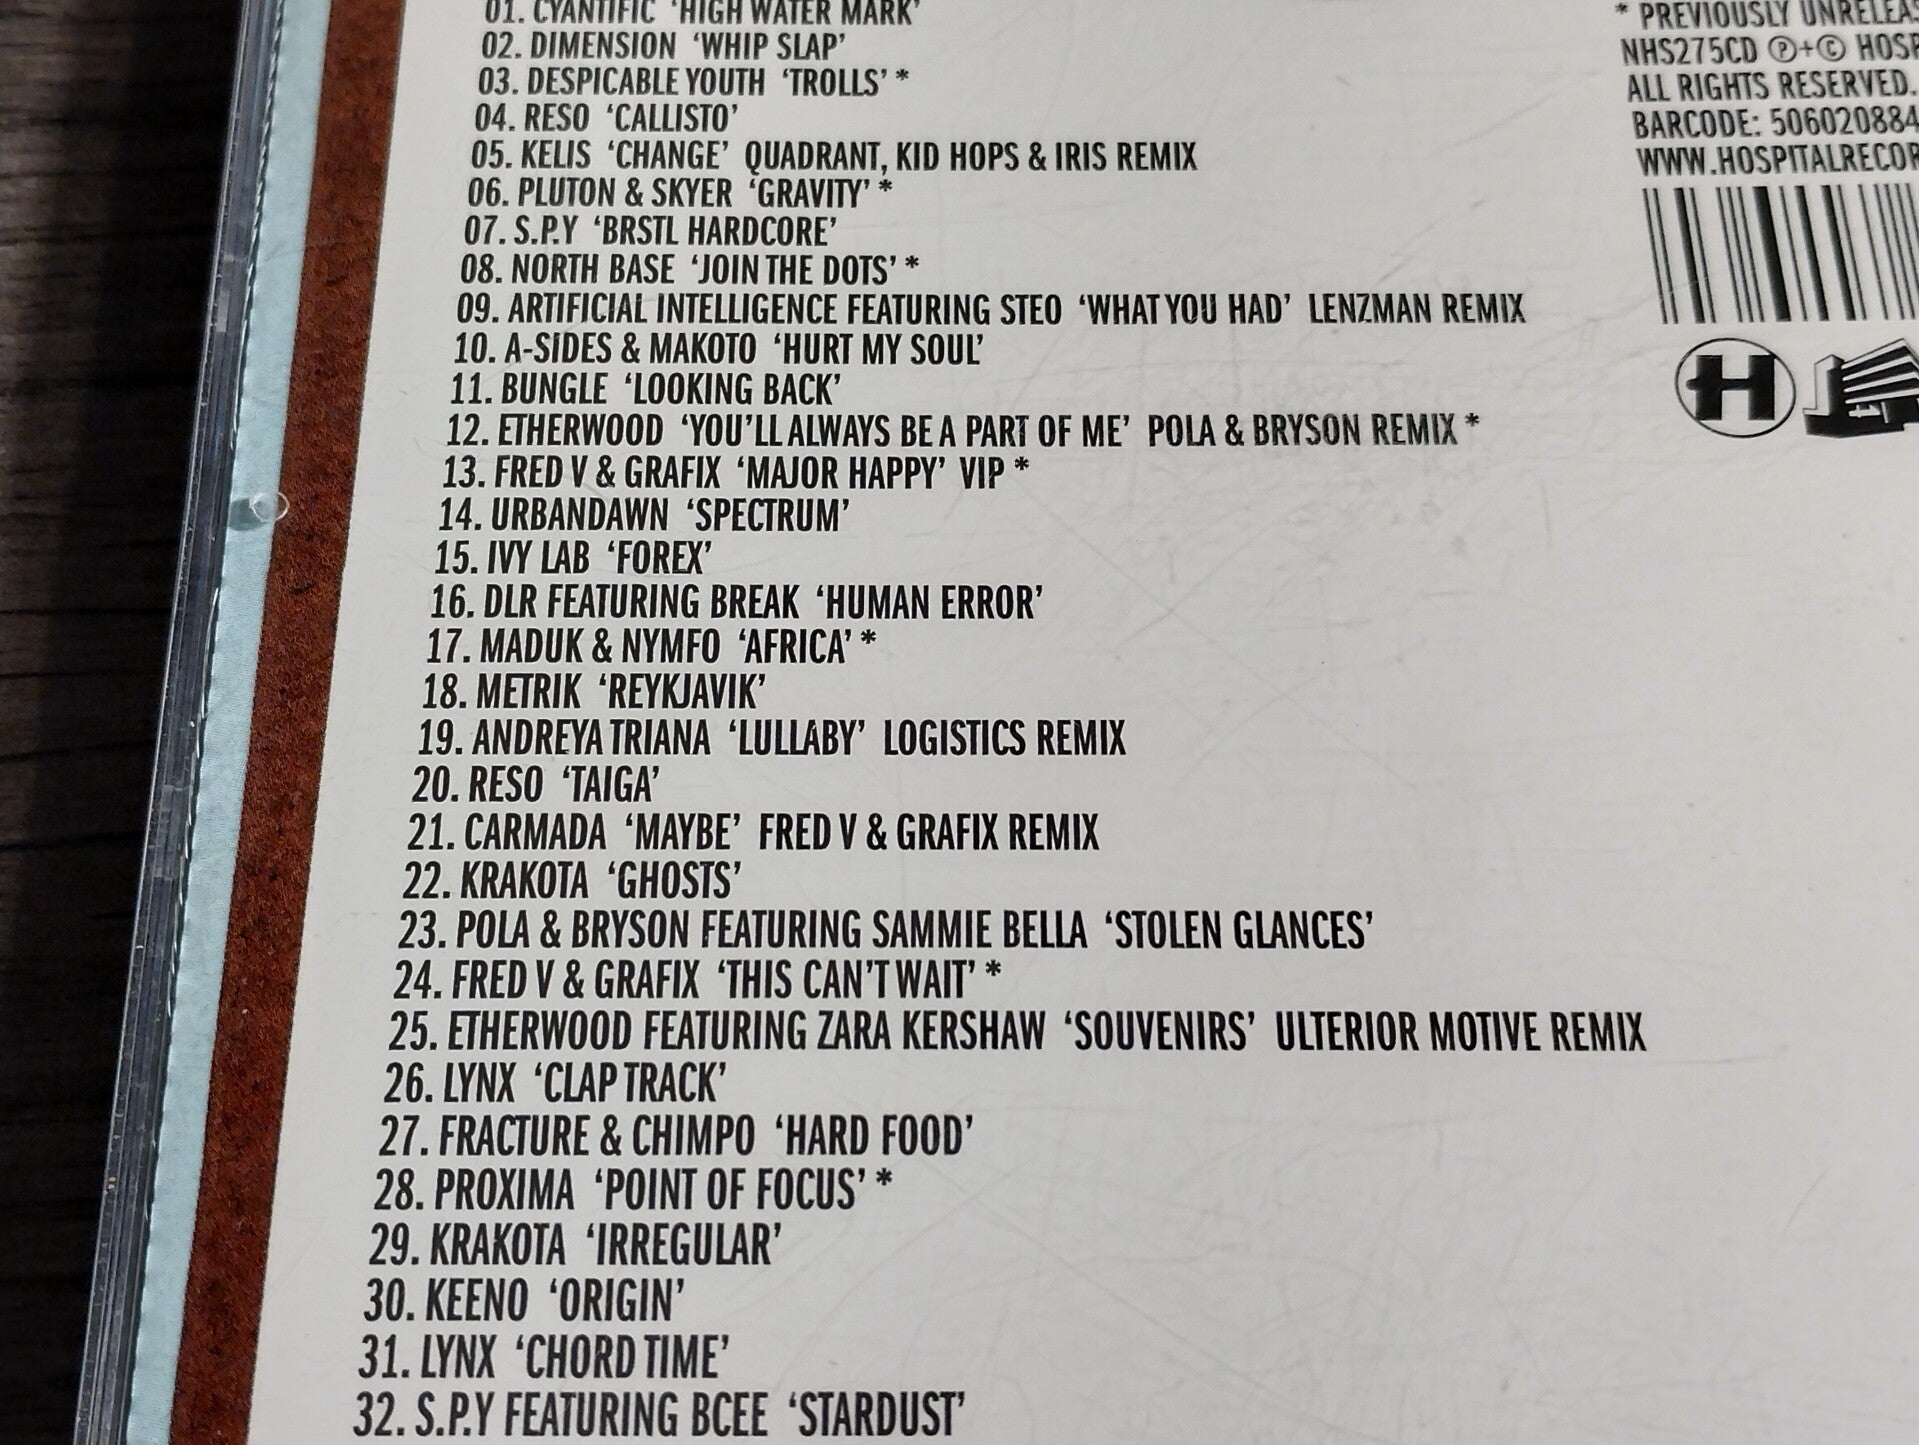 01. CYANTIFIC 'HIGH WATER MARK'
02. DIMENSION 'WHIP SLAP'
03. DESPICABLE YOUTH 'TROLLS' *
04. RESO 'CALLISTO'
05. KELIS 'CHANGE' QUADRANT, KID HOPS & IRIS REMIX
06. PLUTON & SKYER 'GRAVITY' *
07. S.P.Y 'BRSTL HARDCORE'
08. NORTH BASE 'JOIN THE DOTS' *
09. ARTIFICIAL INTELLIGENCE FEATURING STEO 'WHAT YOU HAD' LENZMAN REMIX
10. A-SIDES & MAKOTO 'HURT MY SOUL'
11. BUNGLE 'LOOKING BACK'
12. ETHERWOOD 'YOU'LL ALWAYS BE A PART OF ME' POLA & BRYSON REMIX *
13. FRED V & GRAFIX 'MAJOR HAPPY' VIP *
14. URBANDAWN 'SPECTRUM'
15. IVY LAB 'FOREX'
16. DLR FEATURING BREAK 'HUMAN ERROR'
17. MADUK & NYMFO 'AFRICA' *
18. METRIK 'REYKJAVIK'
19. ANDREYA TRIANA 'LULLABY' LOGISTICS REMIX
20. RESO 'TAIGA'
21. CARMADA 'MAYBE' FRED V & GRAFIX REMIX
22. KRAKOTA 'GHOSTS'
23. POLA & BRYSON FEATURING SAMMIE BELLA 'STOLEN GLANCES'
24. FRED V & GRAFIX 'THIS CAN'T WAIT' *
25. ETHERWOOD FEATURING ZARA KERSHAW 'SOUVENIRS' ULTERIOR MOTIVE REMIX
26. LYNX 'CLAP TRACK'
27. FRACTURE & CHIMPO 'HARD FOOD'
28. PROXIMA 'POINT OF FOCUS' *
29. KRAKOTA 'IRREGULAR'
30. KEENO 'ORIGIN'
31. LYNX 'CHORD TIME'
32. S.P.Y FEATURING BCEE 'STARDUST'
* PREVIOUSLY UNRELEAS
NHS275CD ℗+© HOSP
ALL RIGHTS RESERVED.
BARCODE: 506020884
WWW.HOSPITALRECOR
H